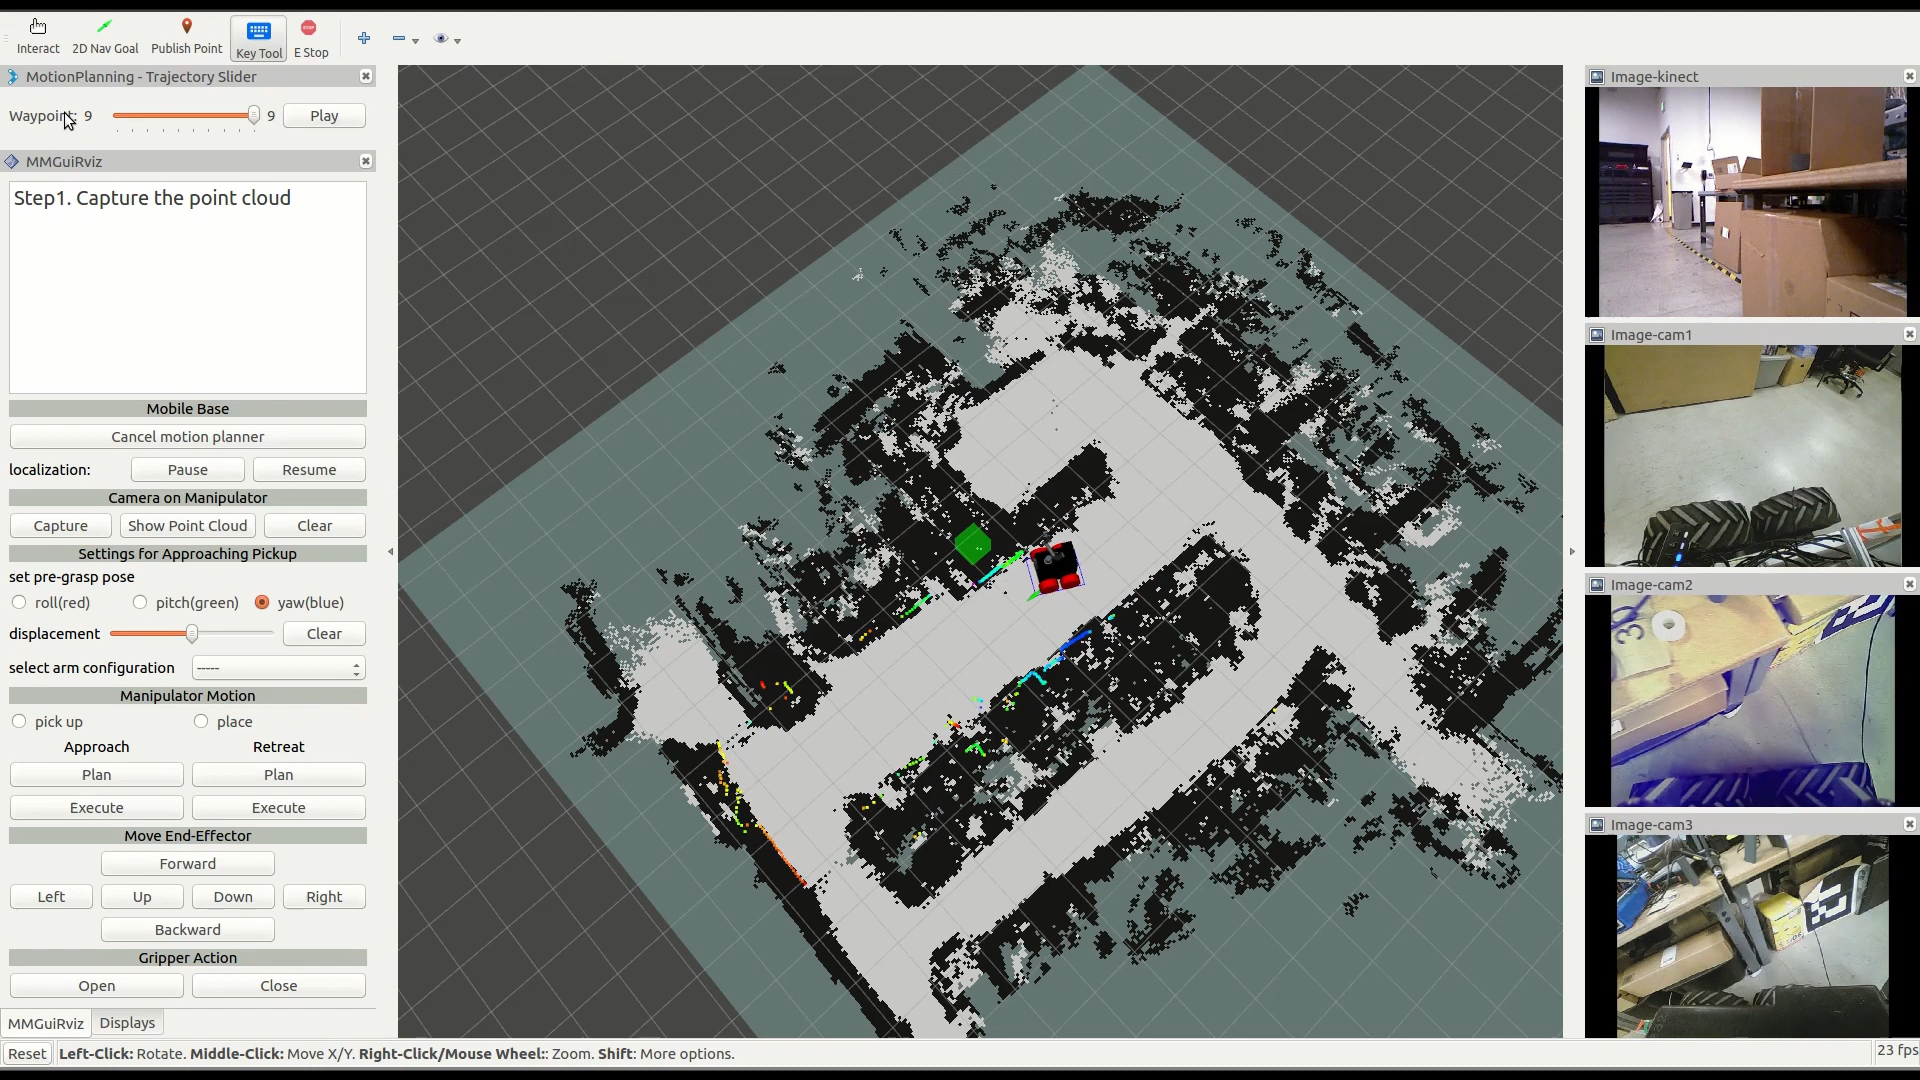 Interact 2D Nav Goal Publish Point Key Tool E Stop
MotionPlanning - Trajectory Slider
Waypoint: 9 9 Play
MMGuiRviz
Step1. Capture the point cloud
Mobile Base
Cancel motion planner
localization: Pause Resume
Camera on Manipulator
Capture Show Point Cloud Clear
Settings for Approaching Pickup
set pre-grasp pose
roll(red) pitch(green) yaw(blue)
displacement Clear
select arm configuration -----
Manipulator Motion
pick up place
Approach Retreat
Plan Plan
Execute Execute
Move End-Effector
Forward
Left Up Down Right
Backward
Gripper Action
Open Close
MMGuiRviz Displays
Reset Left-Click: Rotate. Middle-Click: Move X/Y. Right-Click/Mouse Wheel:: Zoom. Shift: More options. 23 fps
Image-kinect
Image-cam1
Image-cam2
Image-cam3